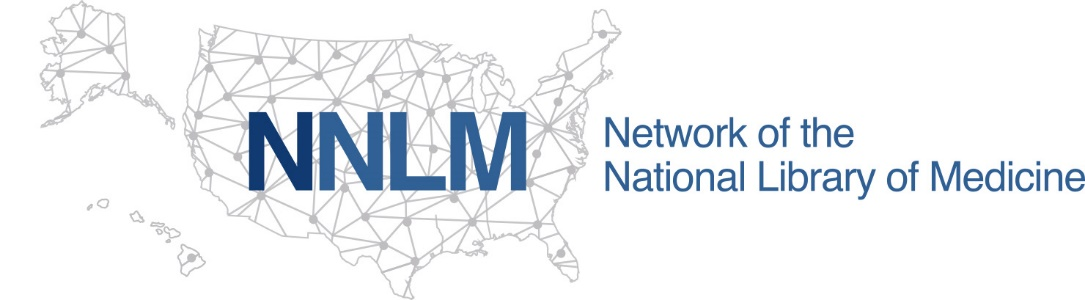 NNLM
Network of the
National Library of Medicine